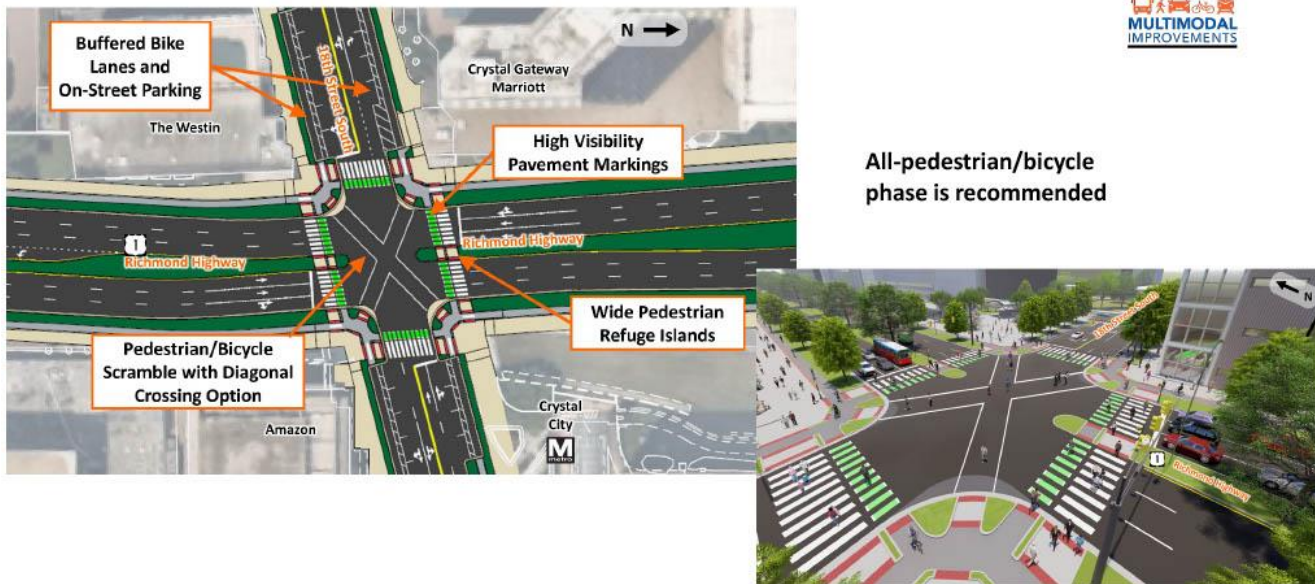 MULTIMODAL
IMPROVEMENTS
Buffered Bike
Lanes and
On-Street Parking
18th Street South
N
Crystal Gateway
Marriott
The Westin
High Visibility
Pavement Markings
All-pedestrian/bicycle
phase is recommended
1
Richmond Highway
Richmond Highway
Wide Pedestrian
Refuge Islands
Pedestrian/Bicycle
Scramble with Diagonal
Crossing Option
Amazon
Crystal
City
M
metro
N
18th Street South
1
Richmond Highway